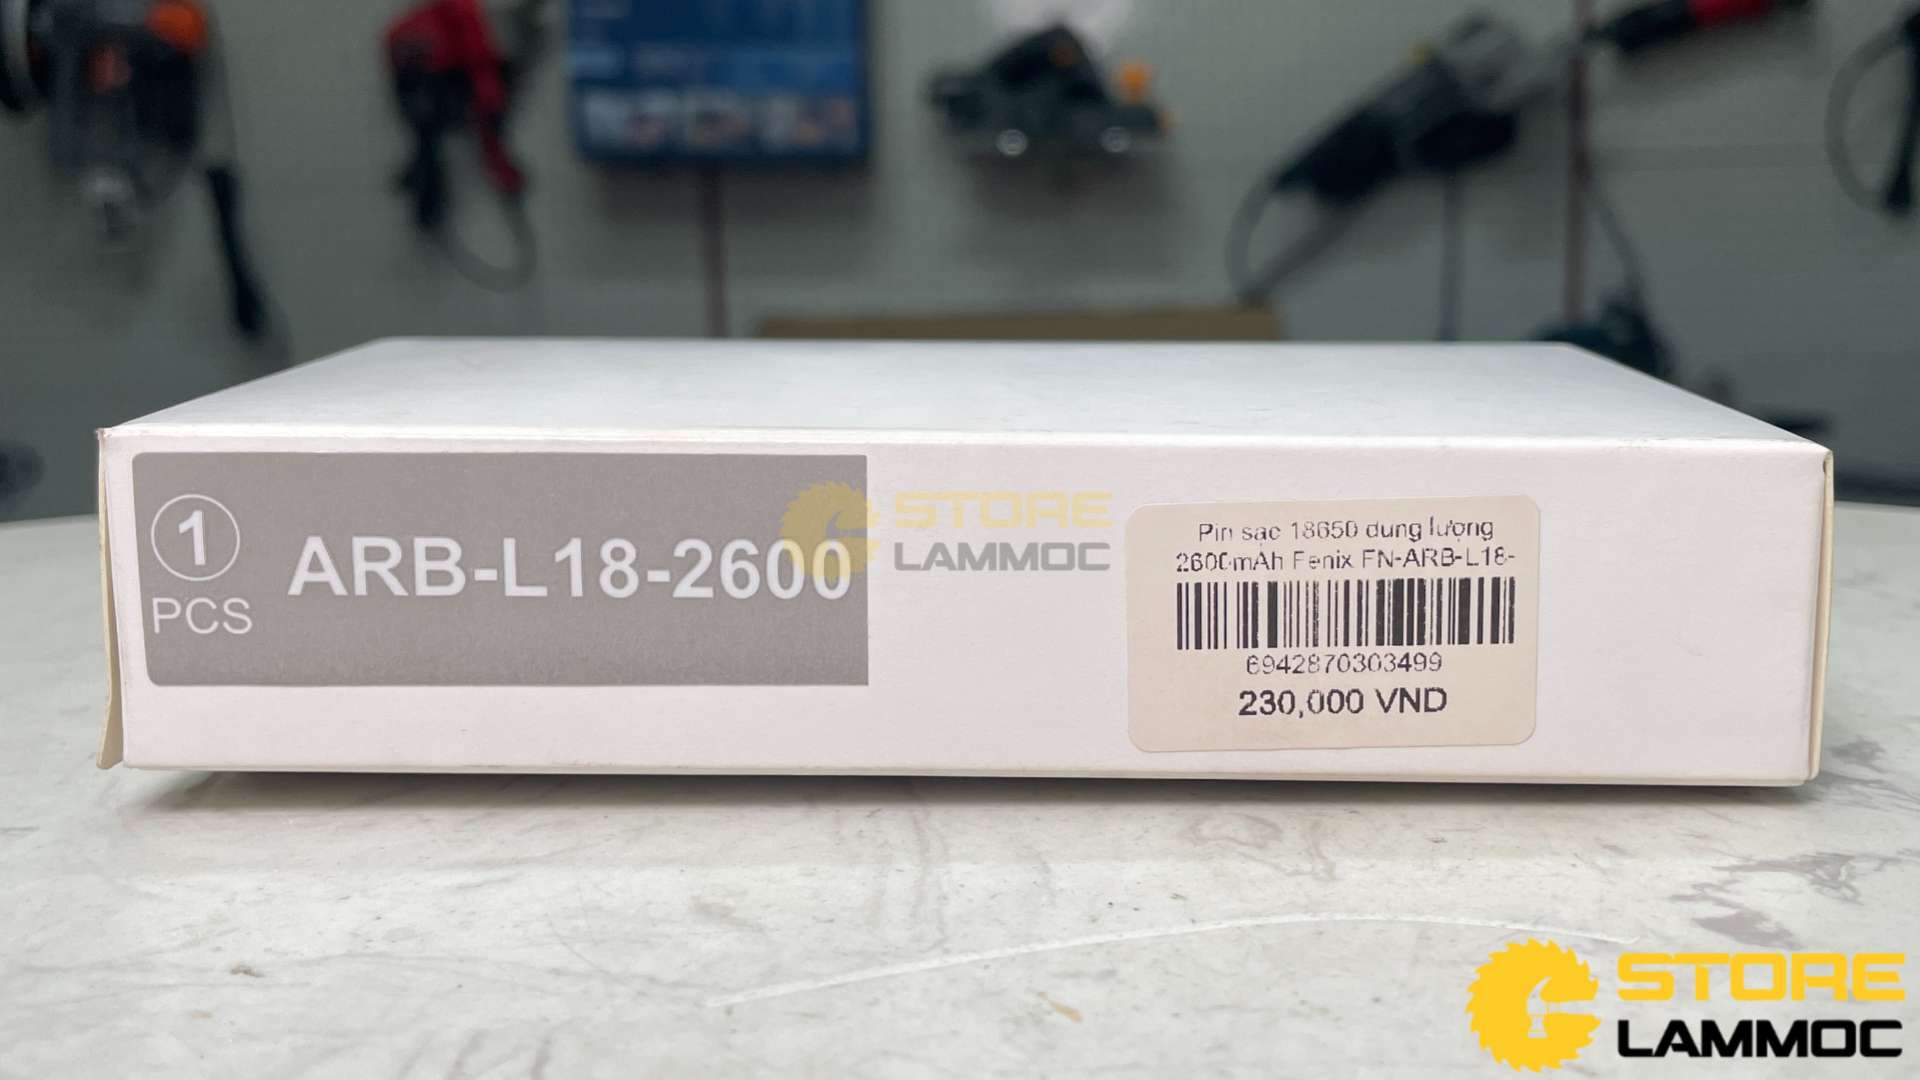 1
PCS
ARB-L18-2600
STORE
LAMMOC
Pin sạc 18650 dung lượng
2600mAh Fenix FN-ARB-L18-
6942870303499
230,000 VND
STORE
LAMMOC